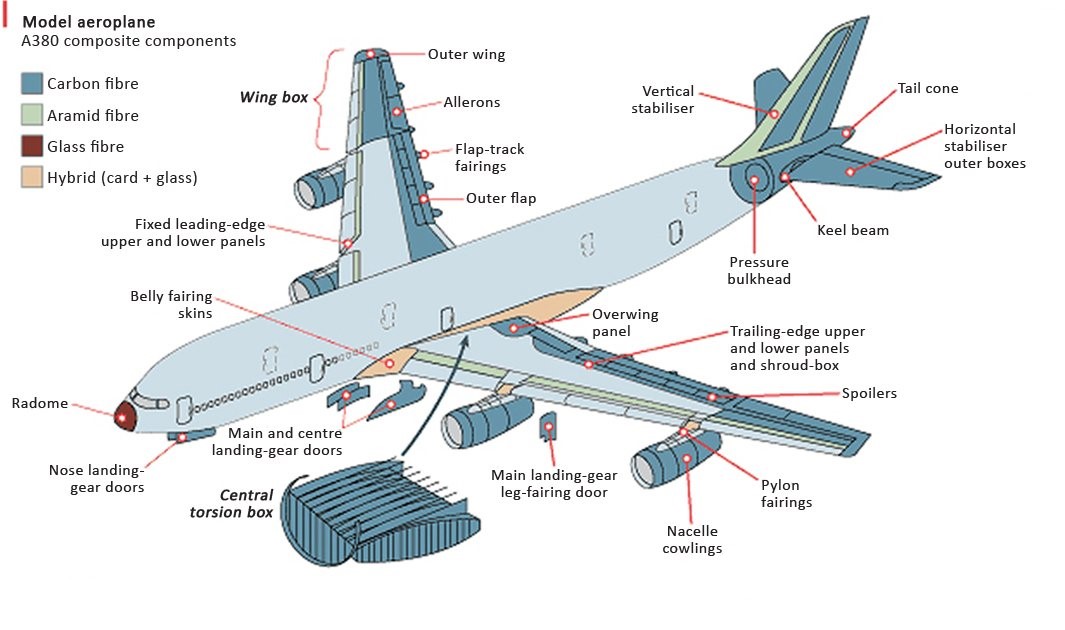 Model aeroplane
A380 composite components
Carbon fibre
Aramid fibre
Glass fibre
Hybrid (card + glass)
Wing box
Outer wing
Allerons
Flap-track
fairings
Outer flap
Fixed leading-edge
upper and lower panels
Belly fairing
skins
Radome
Nose landing-
gear doors
Main and centre
landing-gear doors
Central
torsion box
Vertical
stabiliser
Tail cone
Horizontal
stabiliser
outer boxes
Keel beam
Pressure
bulkhead
Overwing
panel
Trailing-edge upper
and lower panels
and shroud-box
Spoilers
Main landing-gear
leg-fairing door
Pylon
fairings
Nacelle
cowlings